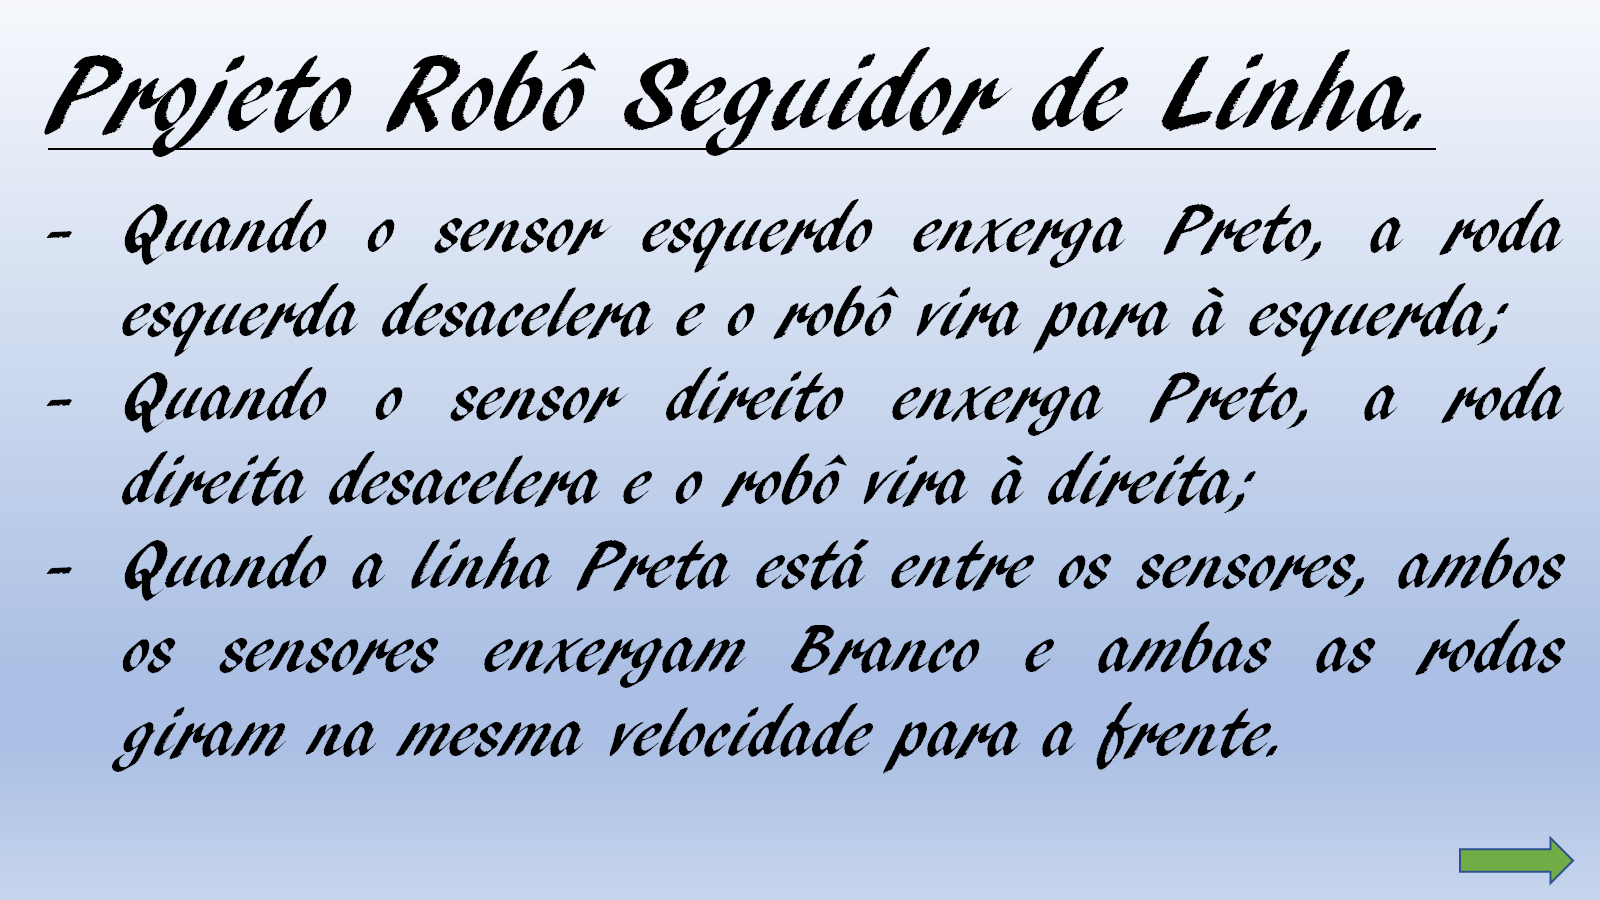 Projeto Robô Seguidor de Linha.
- Quando o sensor esquerdo enxerga Preto, a roda
esquerda desacelera e o robô vira para à esquerda;
- Quando o sensor direito enxerga Preto, a roda
direita desacelera e o robô vira à direita;
- Quando a linha Preta está entre os sensores, ambos
os sensores enxergam Branco e ambas as rodas
giram na mesma velocidade para a frente.